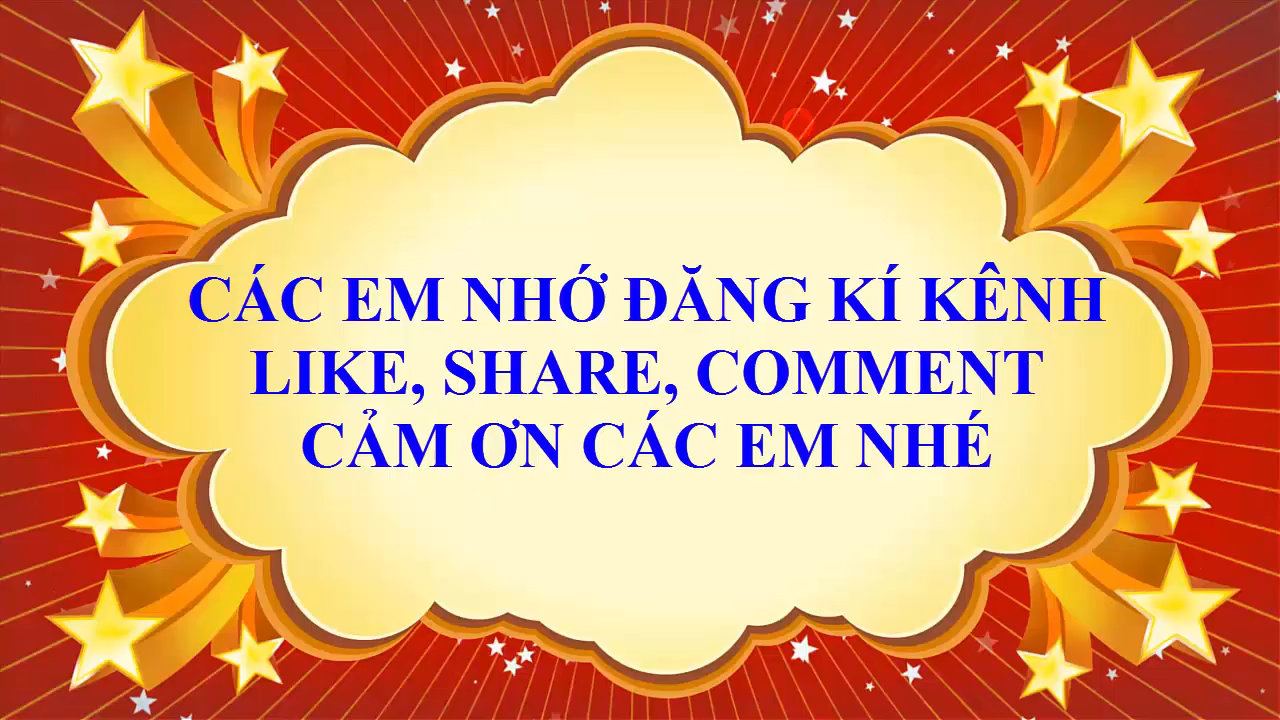 CÁC EM NHỚ ĐĂNG KÍ KÊNH
LIKE, SHARE, COMMENT
CẢM ƠN CÁC EM NHÉ